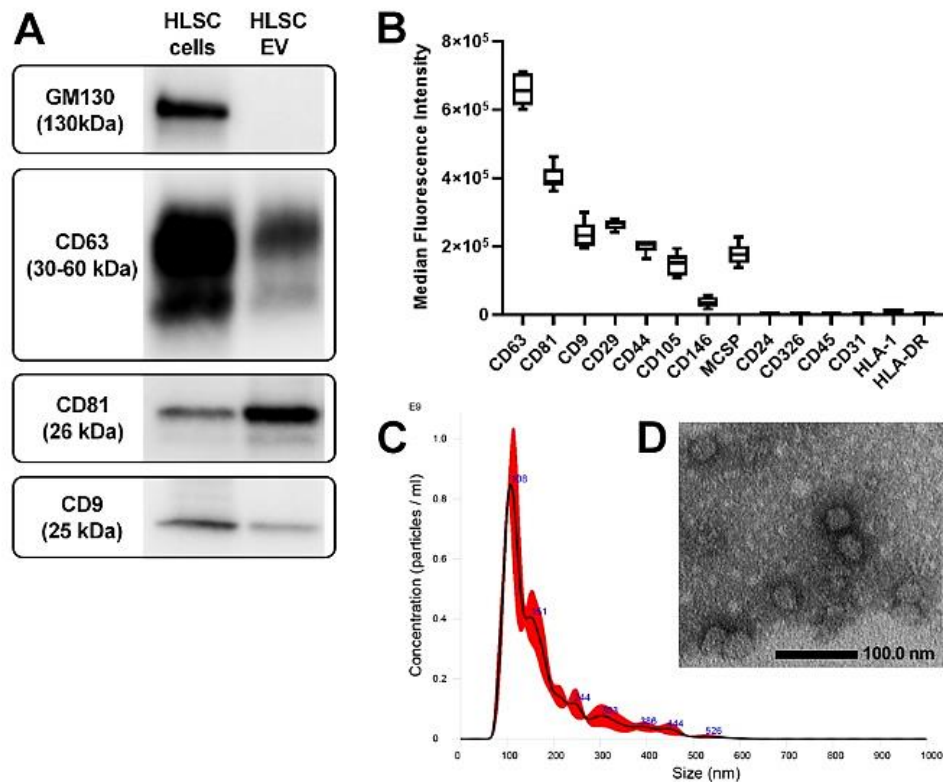 A
HLSC cells
HLSC EV
GM130
(130kDa)
CD63
(30-60 kDa)
CD81
(26 kDa)
CD9
(25 kDa)
B
Median Fluorescence Intensity
8×10⁵
6×10⁵
4×10⁵
2×10⁵
0
CD63
CD81
CD9
CD29
CD44
CD105
CD146
MCSP
CD24
CD326
CD45
CD31
HLA-1
HLA-DR
C
E9
Concentration (particles / ml)
1.0
0.8
0.6
0.4
0.2
0
386
444
526
0 100 200 300 400 500 600 700 800 900 1000
Size (nm)
D
100.0 nm